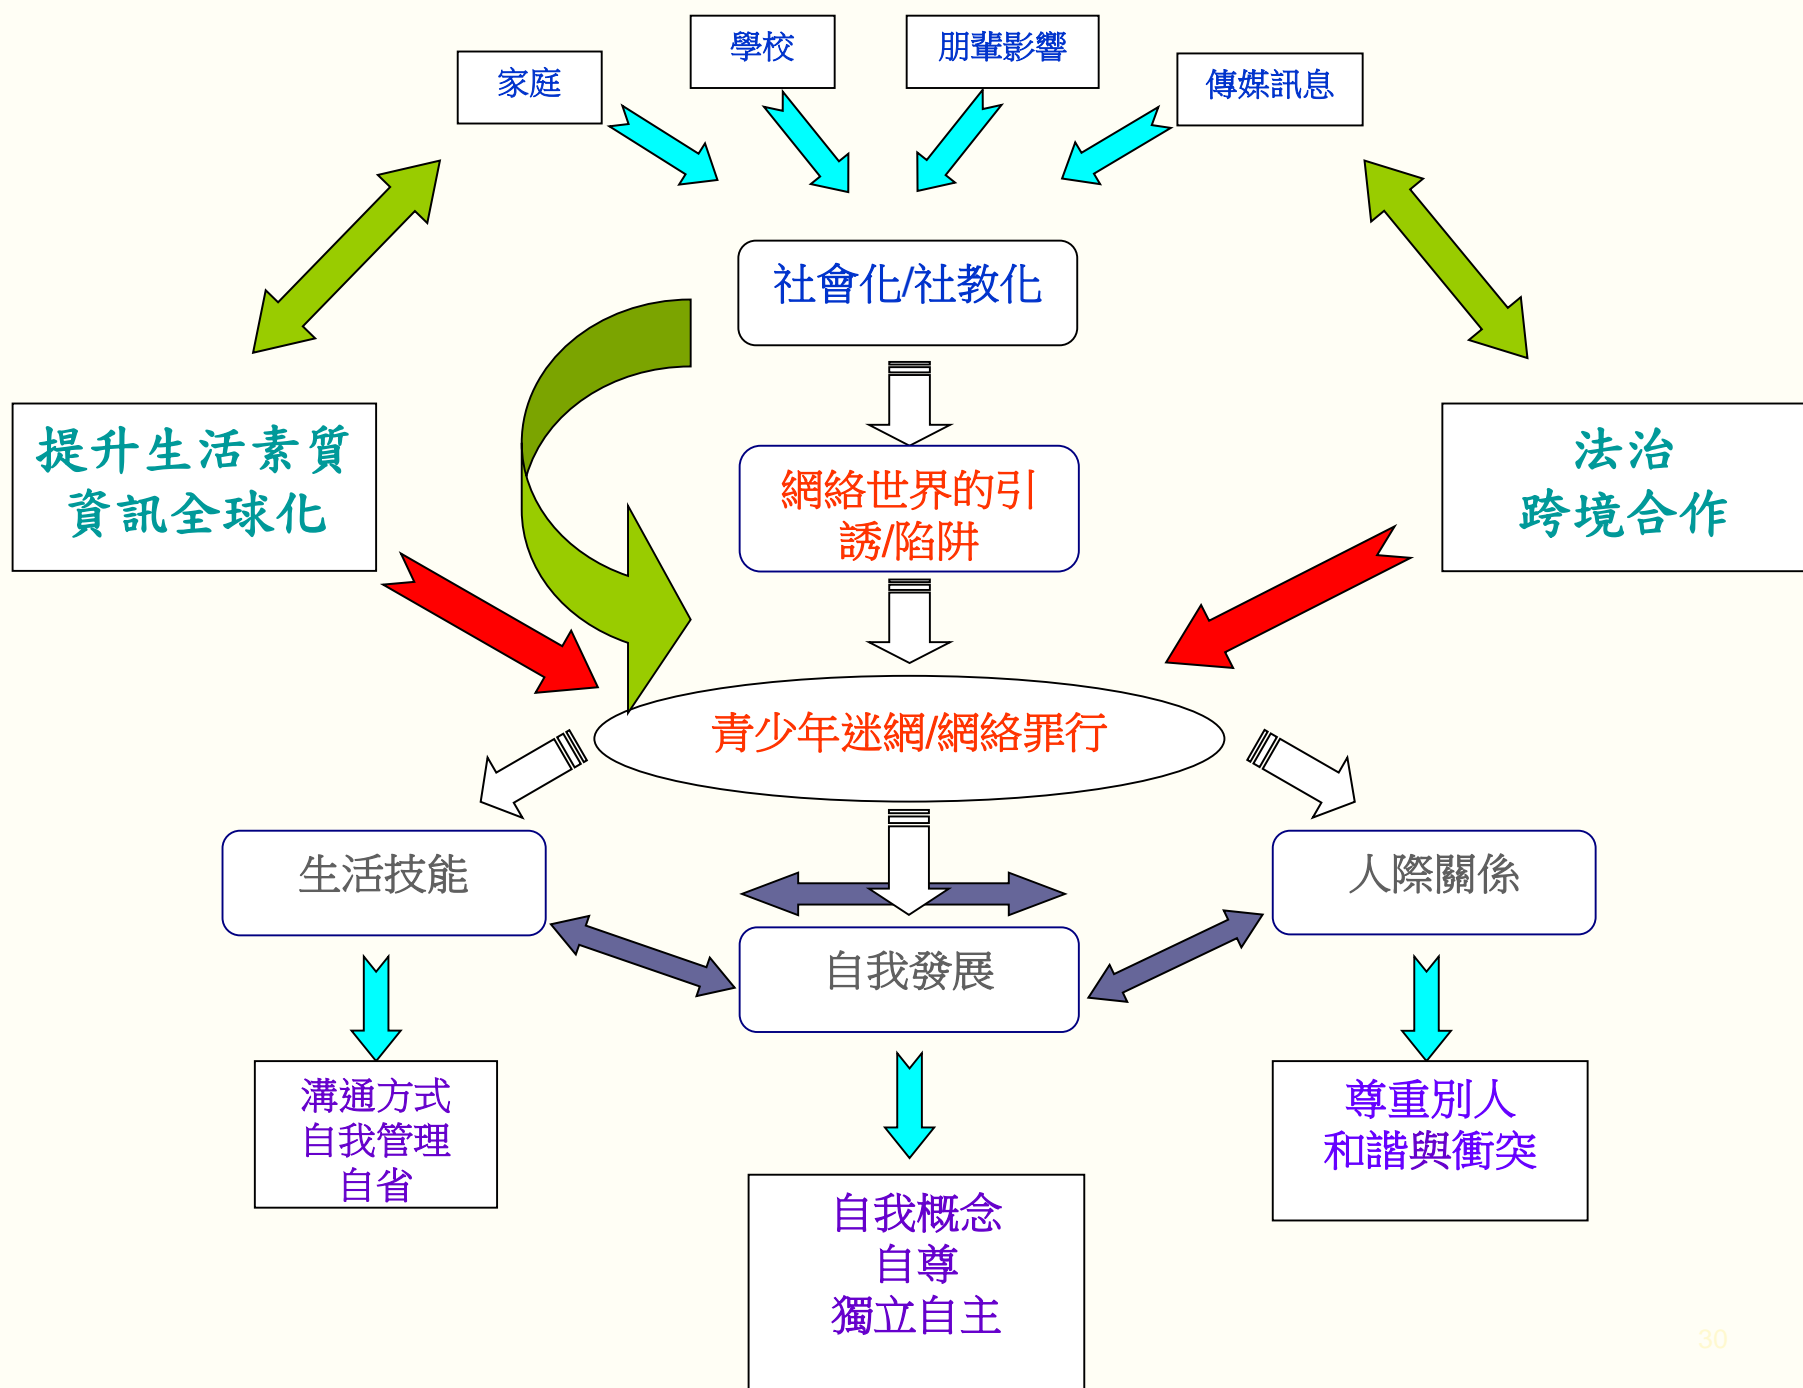 學校
朋輩影響
家庭
傳媒訊息
社會化/社教化
提升生活素質
資訊全球化
法治
跨境合作
網絡世界的引
誘/陷阱
青少年迷網/網絡罪行
生活技能
人際關係
自我發展
溝通方式
自我管理
自省
尊重別人
和諧與衝突
自我概念
自尊
獨立自主
30